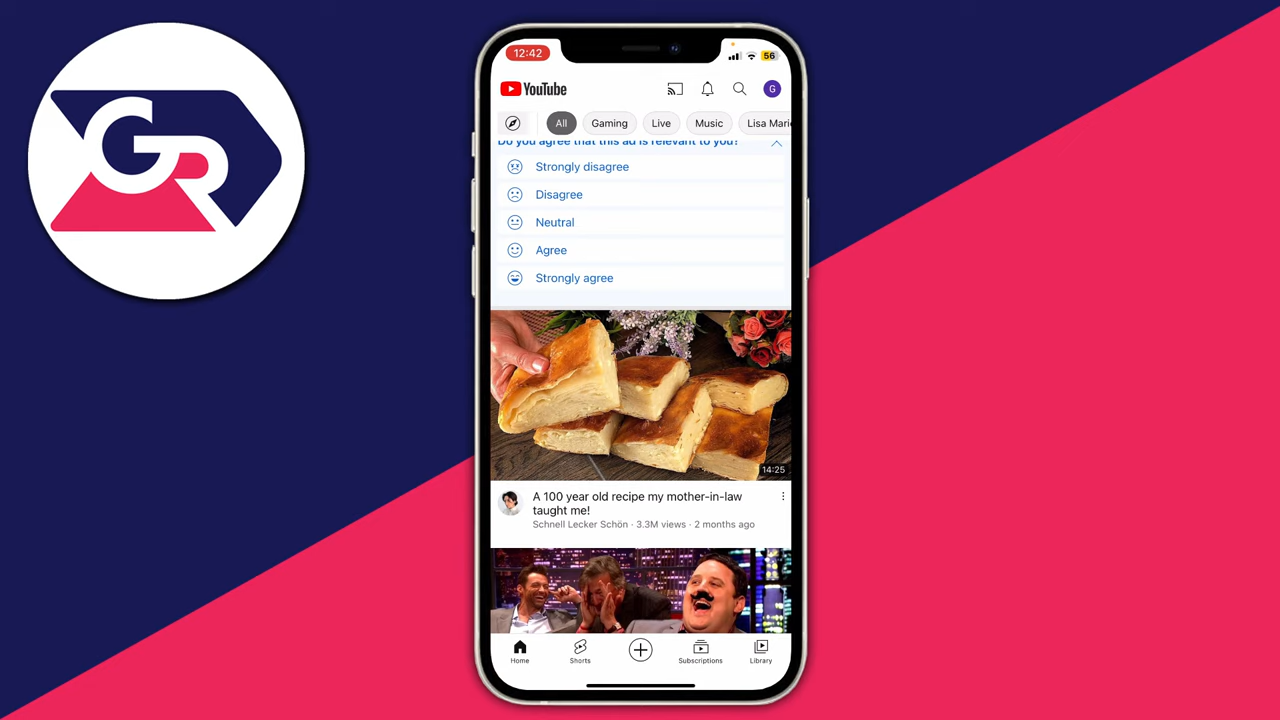 GR
12:42
56
YouTube
G
All
Gaming
Live
Music
Lisa Mari
Do you agree that this ad is relevant to you?
Strongly disagree
Disagree
Neutral
Agree
Strongly agree
14:25
A 100 year old recipe my mother-in-law
taught me!
Schnell Lecker Schön · 3.3M views · 2 months ago
Home
Shorts
Subscriptions
Library